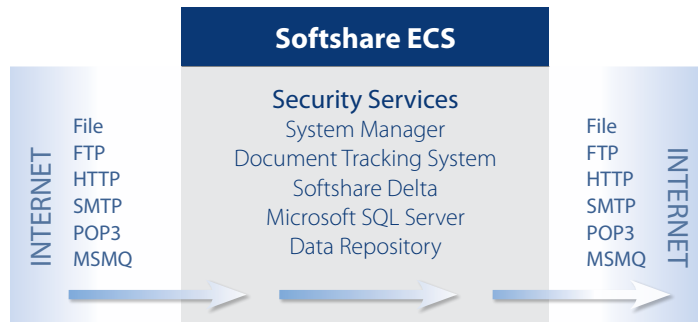 Softshare ECS
INTERNET
File
FTP
HTTP
SMTP
POP3
MSMQ
Security Services
System Manager
Document Tracking System
Softshare Delta
Microsoft SQL Server
Data Repository
File
FTP
HTTP
SMTP
POP3
MSMQ
INTERNET